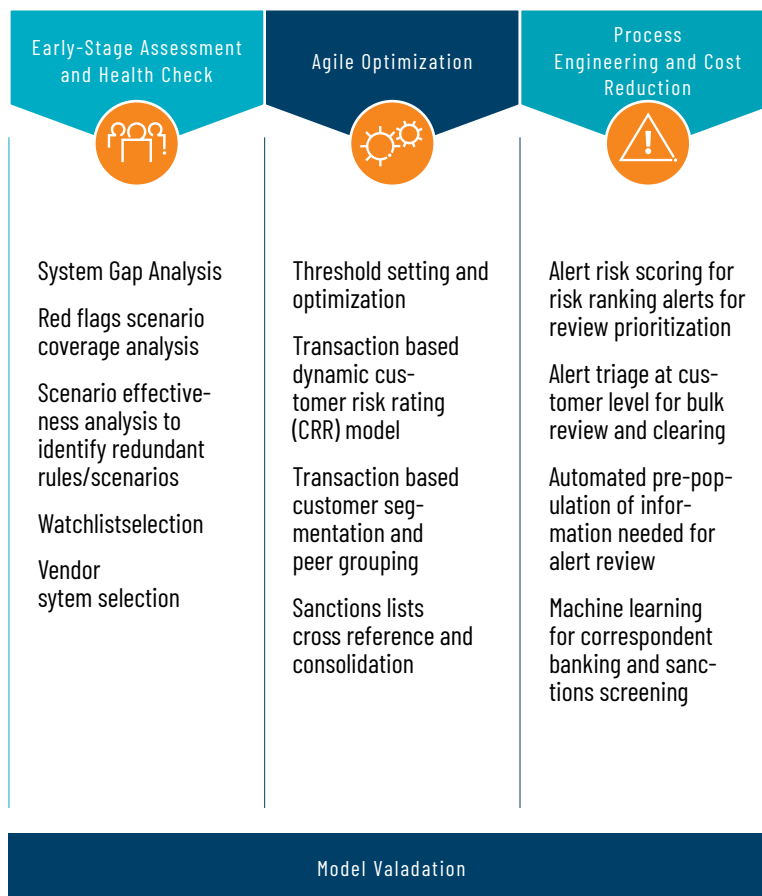 Early-Stage Assessment
and Health Check
Agile Optimization
Process
Engineering and Cost
Reduction
System Gap Analysis
Red flags scenario
coverage analysis
Scenario effective-
ness analysis to
identify redundant
rules/scenarios
Watchlistselection
Vendor
sytem selection
Threshold setting and
optimization
Transaction based
dynamic cus-
tomer risk rating
(CRR) model
Transaction based
customer seg-
mentation and
peer grouping
Sanctions lists
cross reference and
consolidation
Alert risk scoring for
risk ranking alerts for
review prioritization
Alert triage at cus-
tomer level for bulk
review and clearing
Automated pre-pop-
ulation of infor-
mation needed for
alert review
Machine learning
for correspondent
banking and sanc-
tions screening
Model Valadation